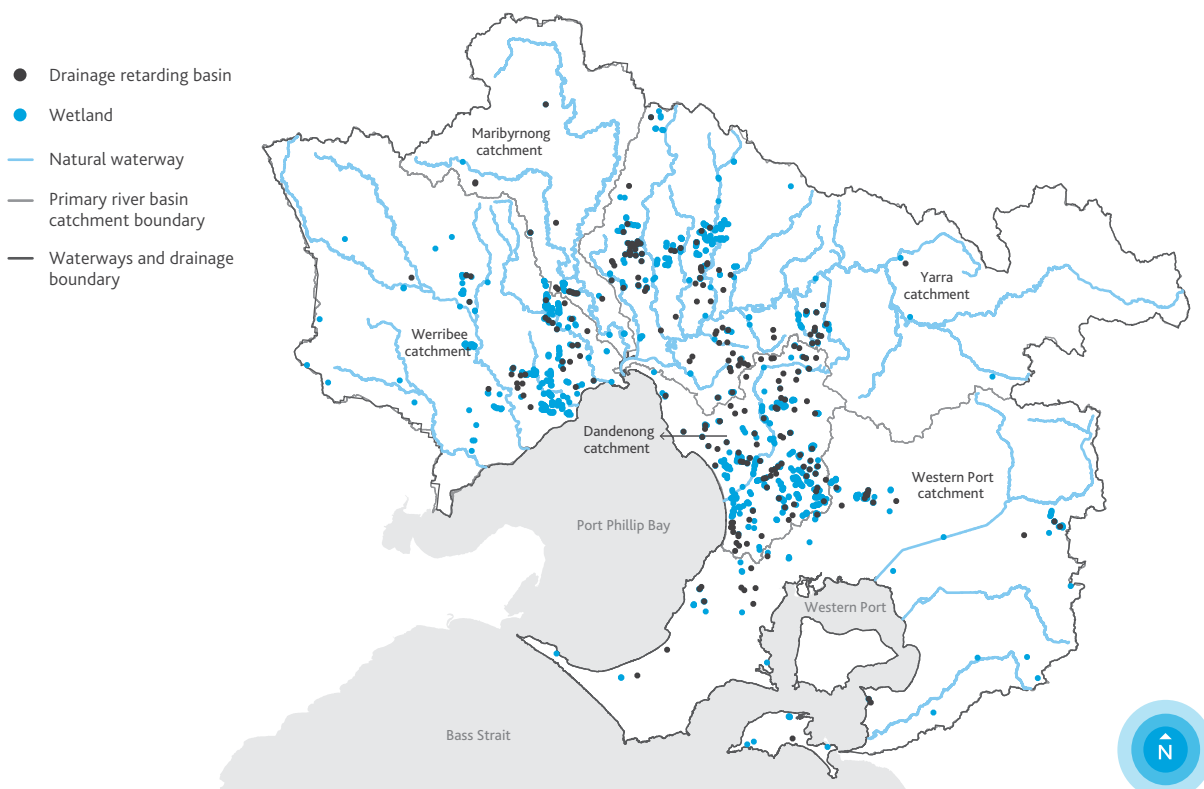 Drainage retarding basin
Wetland
Natural waterway
Primary river basin
catchment boundary
Waterways and drainage
boundary
Maribyrnong
catchment
Yarra
catchment
Werribee
catchment
Dandenong
catchment
Western Port
catchment
Port Phillip Bay
Western Port
Bass Strait
N